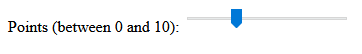 Points (between 0 and 10):